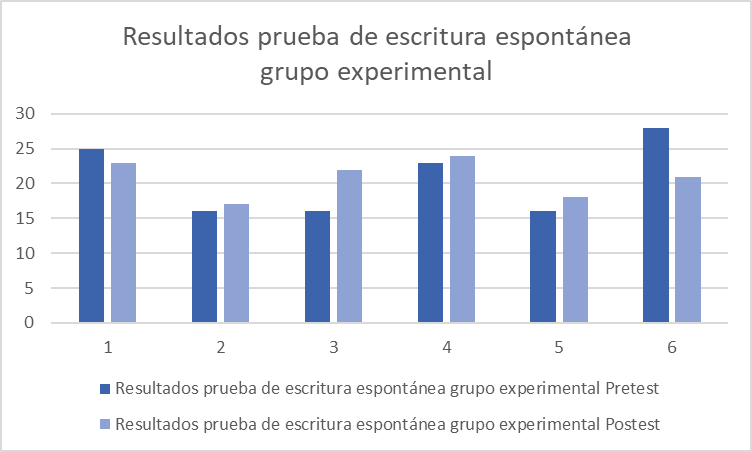 Resultados prueba de escritura espontánea
grupo experimental
30
25
20
15
10
5
0
1 2 3 4 5 6
Resultados prueba de escritura espontánea grupo experimental Pretest
Resultados prueba de escritura espontánea grupo experimental Postest